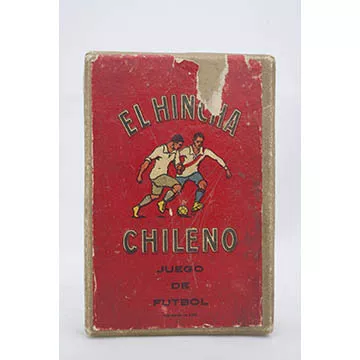 EL HINCHA
CHILENO
JUEGO
DE
FUTBOL